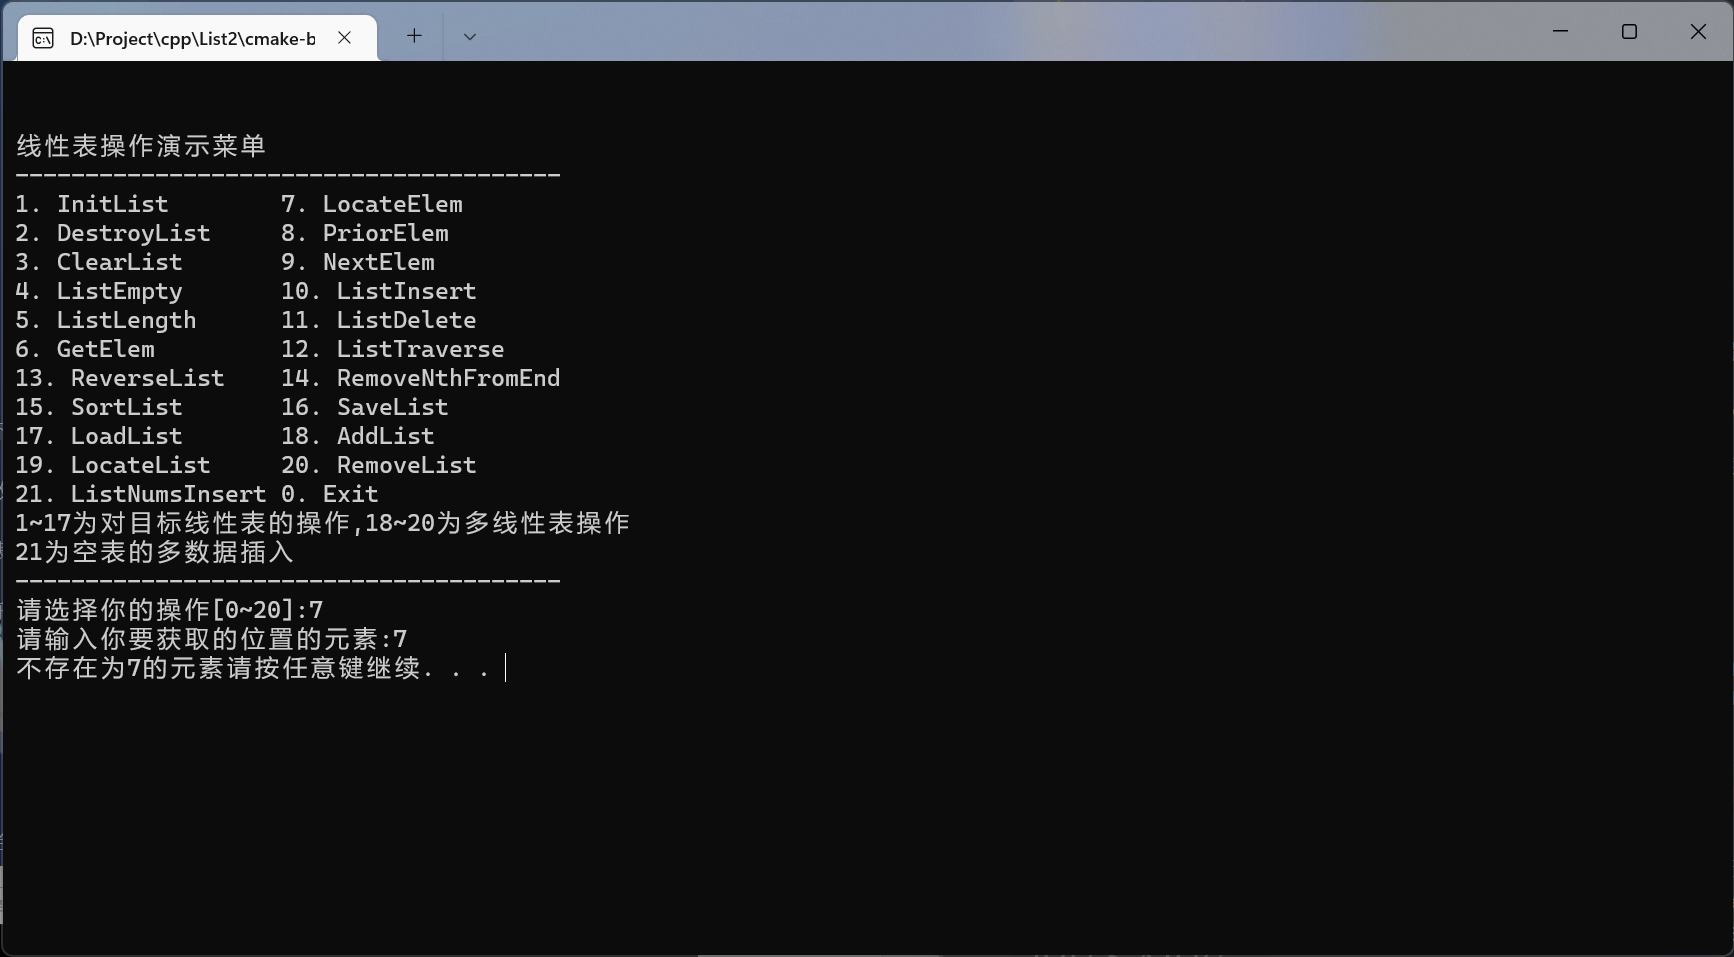 D:\Project\cpp\List2\cmake-b
线性表操作演示菜单
---------------------------------------
1. InitList        7. LocateElem
2. DestroyList     8. PriorElem
3. ClearList       9. NextElem
4. ListEmpty       10. ListInsert
5. ListLength      11. ListDelete
6. GetElem         12. ListTraverse
13. ReverseList    14. RemoveNthFromEnd
15. SortList       16. SaveList
17. LoadList       18. AddList
19. LocateList     20. RemoveList
21. ListNumsInsert 0. Exit
1~17为对目标线性表的操作,18~20为多线性表操作
21为空表的多数据插入
---------------------------------------
请选择你的操作[0~20]:7
请输入你要获取的位置的元素:7
不存在为7的元素请按任意键继续. . .